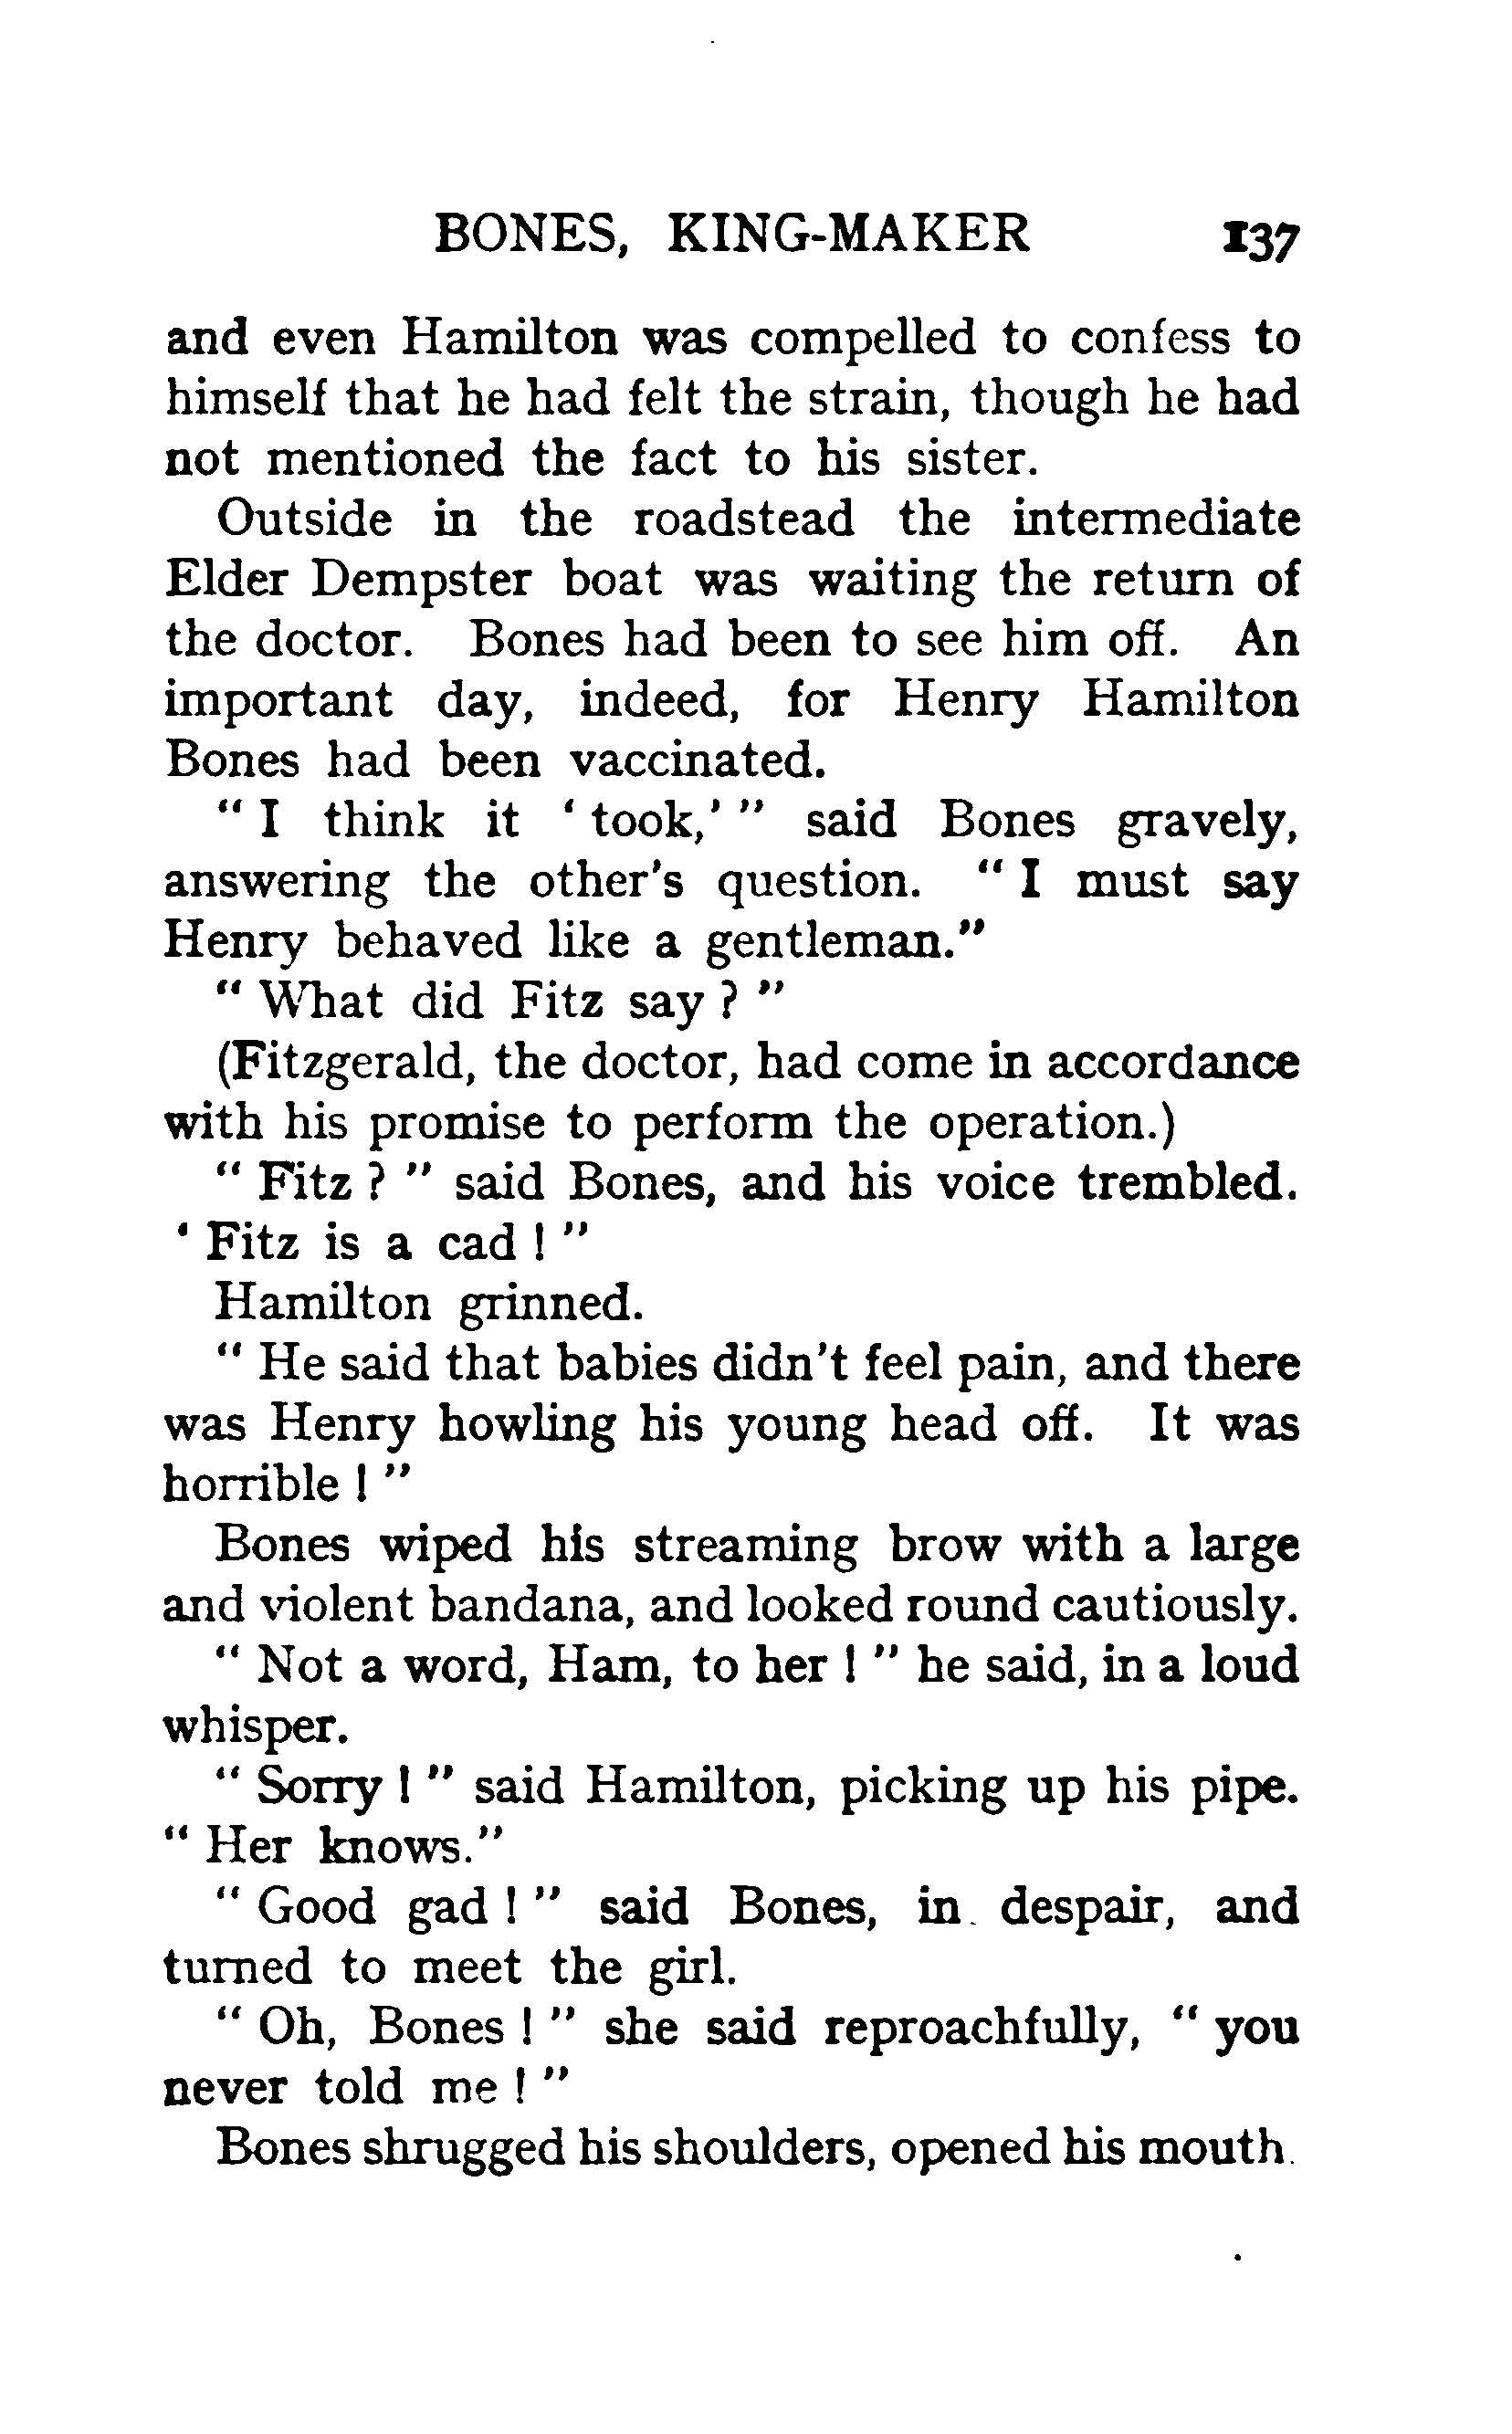 BONES, KING-MAKER 137
and even Hamilton was compelled to confess to
himself that he had felt the strain, though he had
not mentioned the fact to his sister.
Outside in the roadstead the intermediate
Elder Dempster boat was waiting the return of
the doctor. Bones had been to see him off. An
important day, indeed, for Henry Hamilton
Bones had been vaccinated.
" I think it ' took,' " said Bones gravely,
answering the other's question. " I must say
Henry behaved like a gentleman."
" What did Fitz say ? "
(Fitzgerald, the doctor, had come in accordance
with his promise to perform the operation.)
" Fitz ? " said Bones, and his voice trembled.
' Fitz is a cad ! "
Hamilton grinned.
" He said that babies didn't feel pain, and there
was Henry howling his young head off. It was
horrible ! "
Bones wiped his streaming brow with a large
and violent bandana, and looked round cautiously.
" Not a word, Ham, to her ! " he said, in a loud
whisper.
" Sorry ! " said Hamilton, picking up his pipe.
" Her knows."
" Good gad ! " said Bones, in despair, and
turned to meet the girl.
" Oh, Bones ! " she said reproachfully, " you
never told me ! "
Bones shrugged his shoulders, opened his mouth.